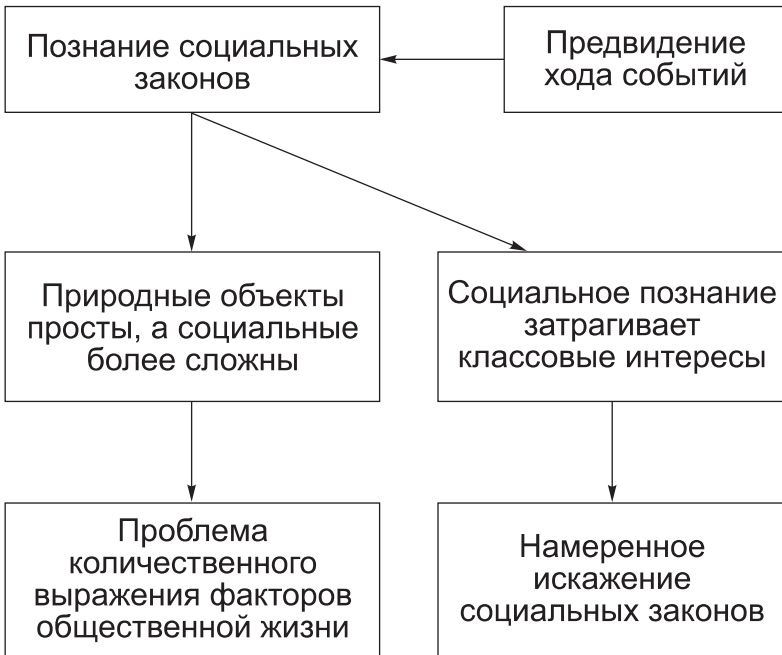 Познание социальных
законов
Предвидение
хода событий
Природные объекты
просты, а социальные
более сложны
Социальное познание
затрагивает
классовые интересы
Проблема
количественного
выражения факторов
общественной жизни
Намеренное
искажение
социальных законов